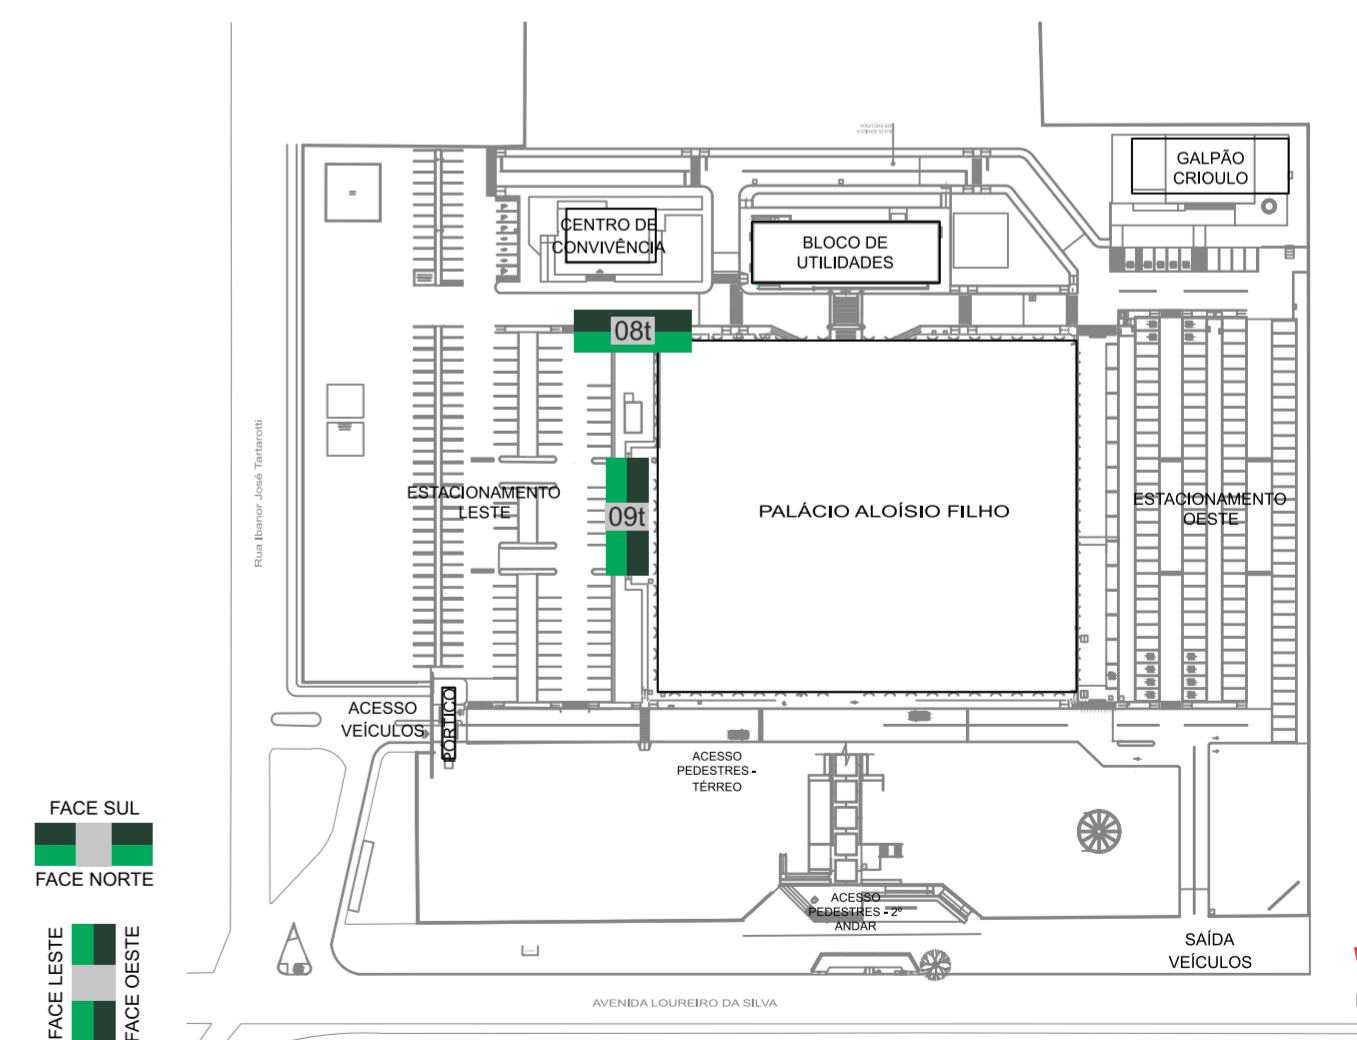 GALPÃO
CRIOULO
CENTRO DE
CONVIVÊNCIA
BLOCO DE
UTILIDADES
08t
Rua Ibanor José Tartarotti
ESTACIONAMENTO
LESTE
09t
PALÁCIO ALOÍSIO FILHO
ESTACIONAMENTO
OESTE
PÓRTICO
ACESSO
VEÍCULOS
ACESSO
PEDESTRES -
TÉRREO
FACE SUL
FACE NORTE
FACE LESTE
FACE OESTE
ACESSO
PEDESTRES - 2º
ANDAR
SAÍDA
VEÍCULOS
AVENIDA LOUREIRO DA SILVA